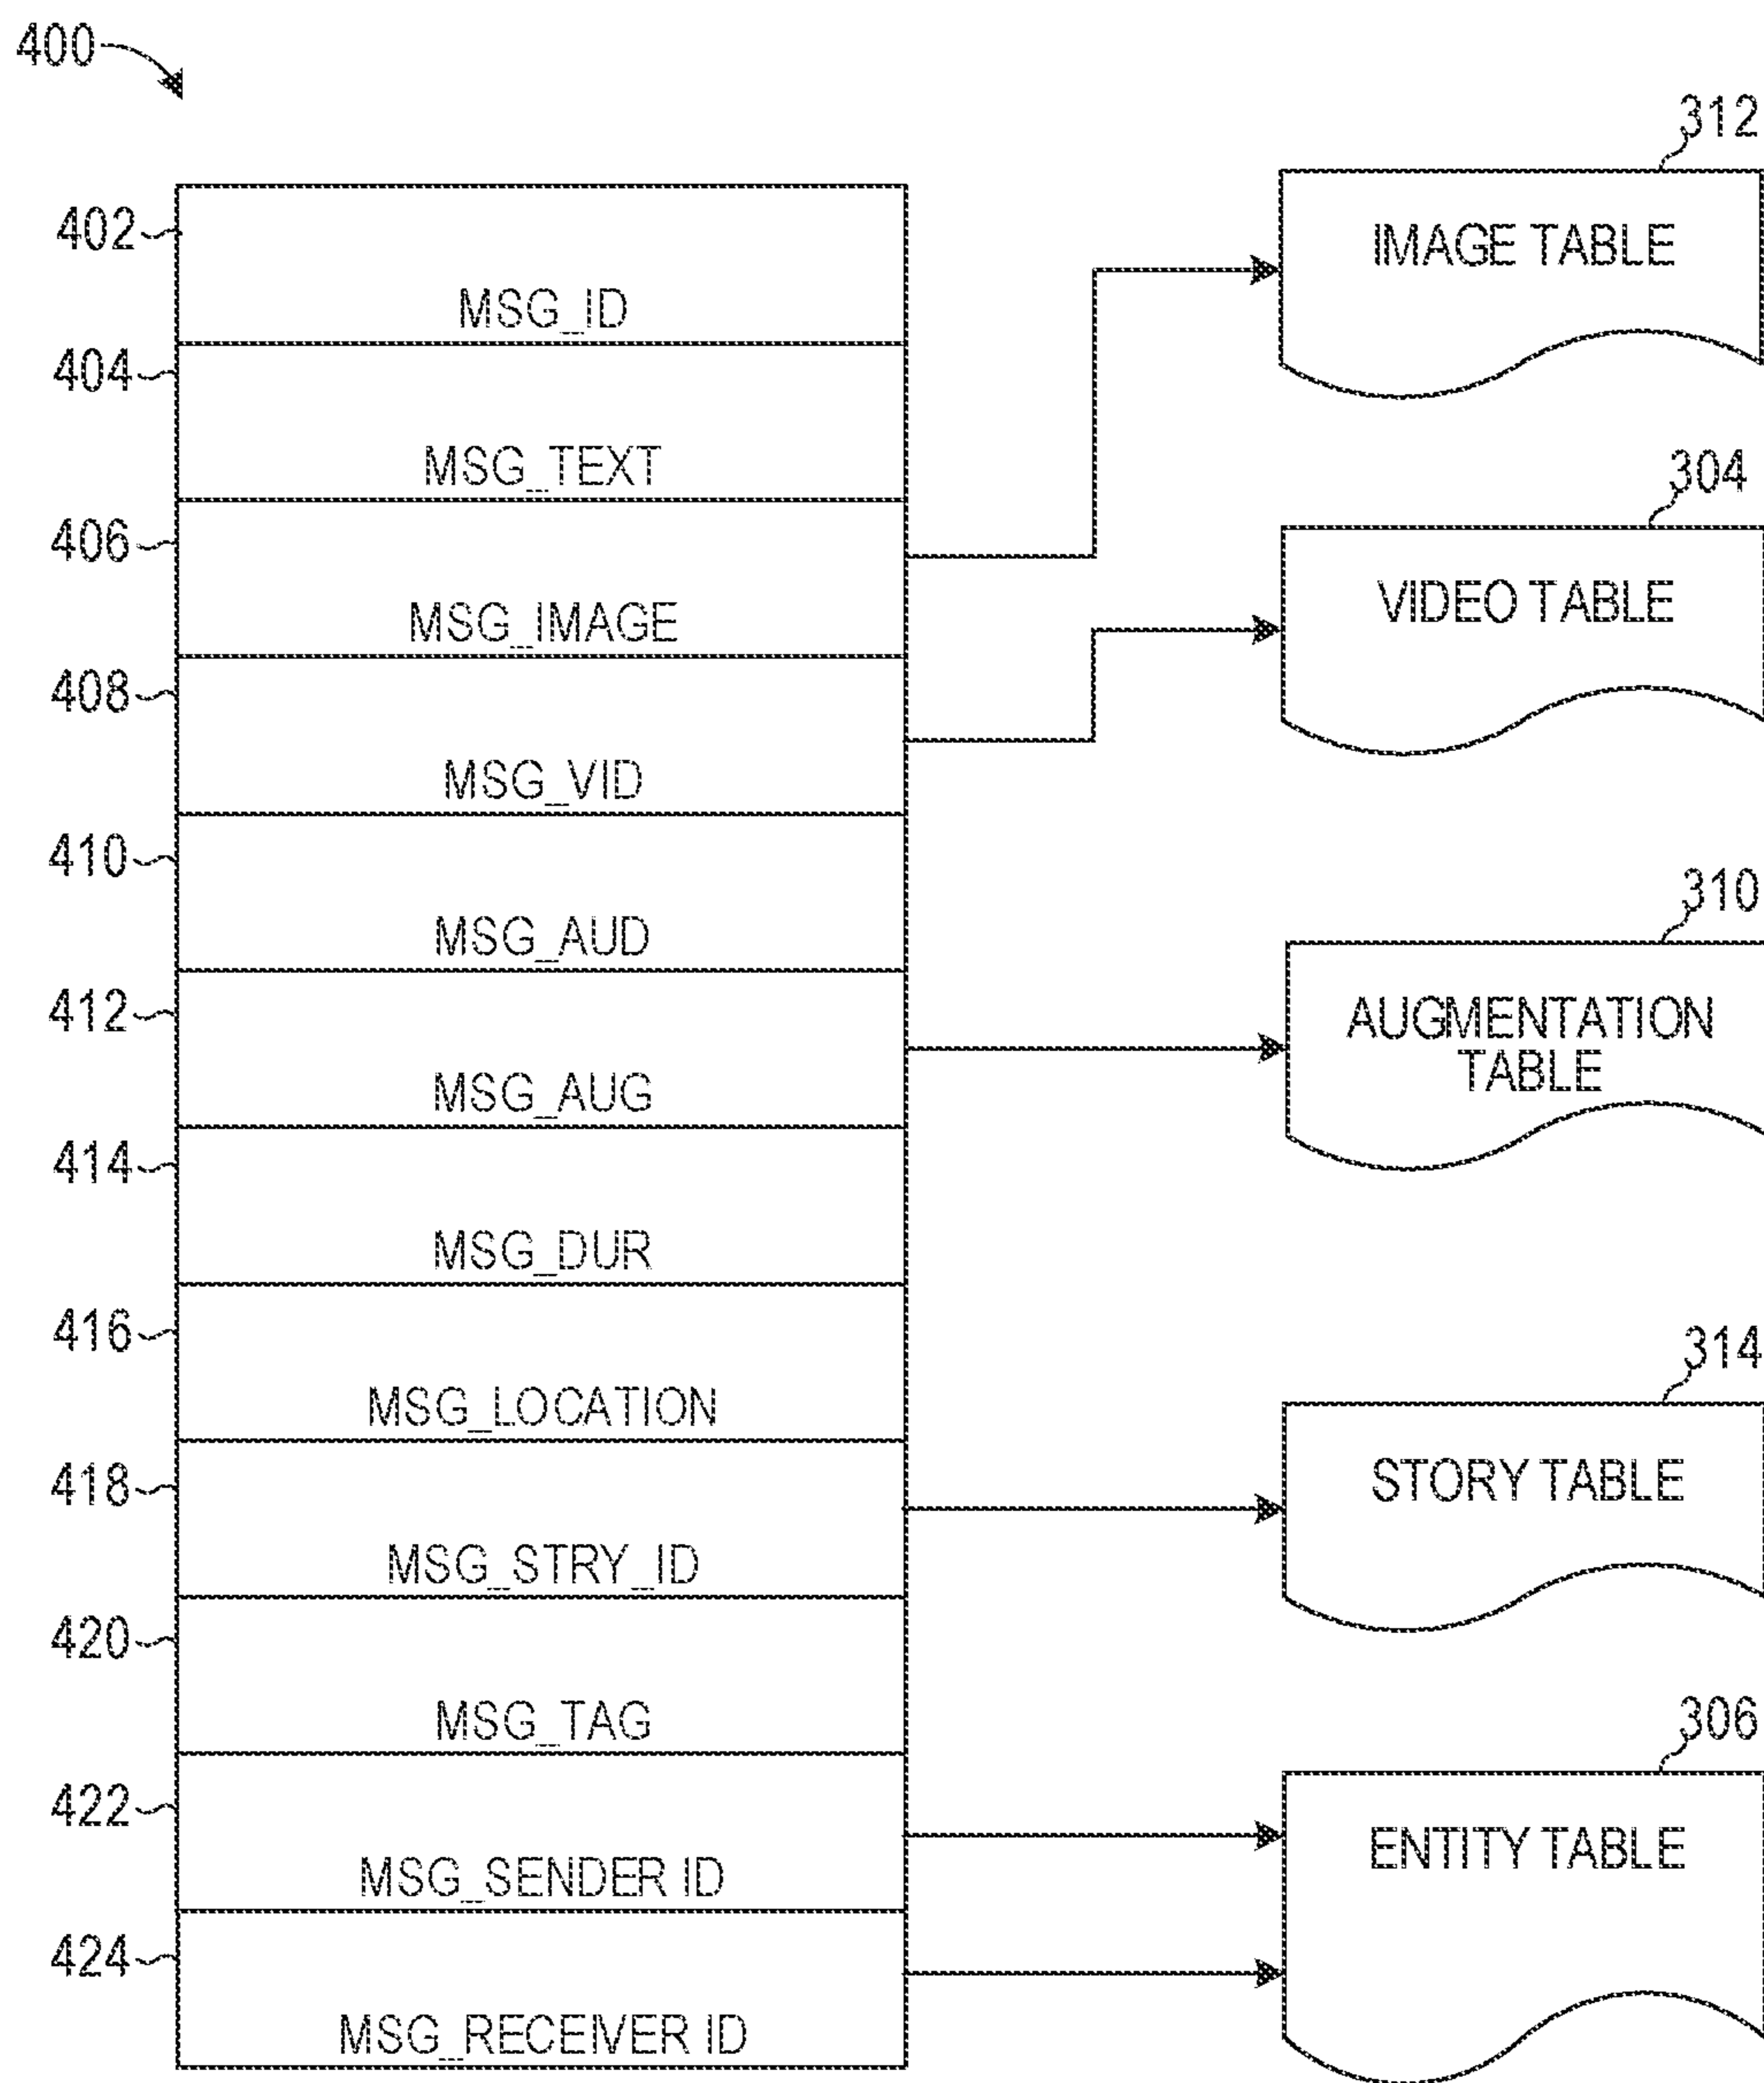 400
402
MSG_ID
404
MSG_TEXT
406
MSG_IMAGE
408
MSG_VID
410
MSG_AUD
412
MSG_AUG
414
MSG_DUR
416
MSG_LOCATION
418
MSG_STRY_ID
420
MSG_TAG
422
MSG_SENDER ID
424
MSG_RECEIVER ID
312
IMAGE TABLE
304
VIDEO TABLE
310
AUGMENTATION
TABLE
314
STORY TABLE
306
ENTITY TABLE